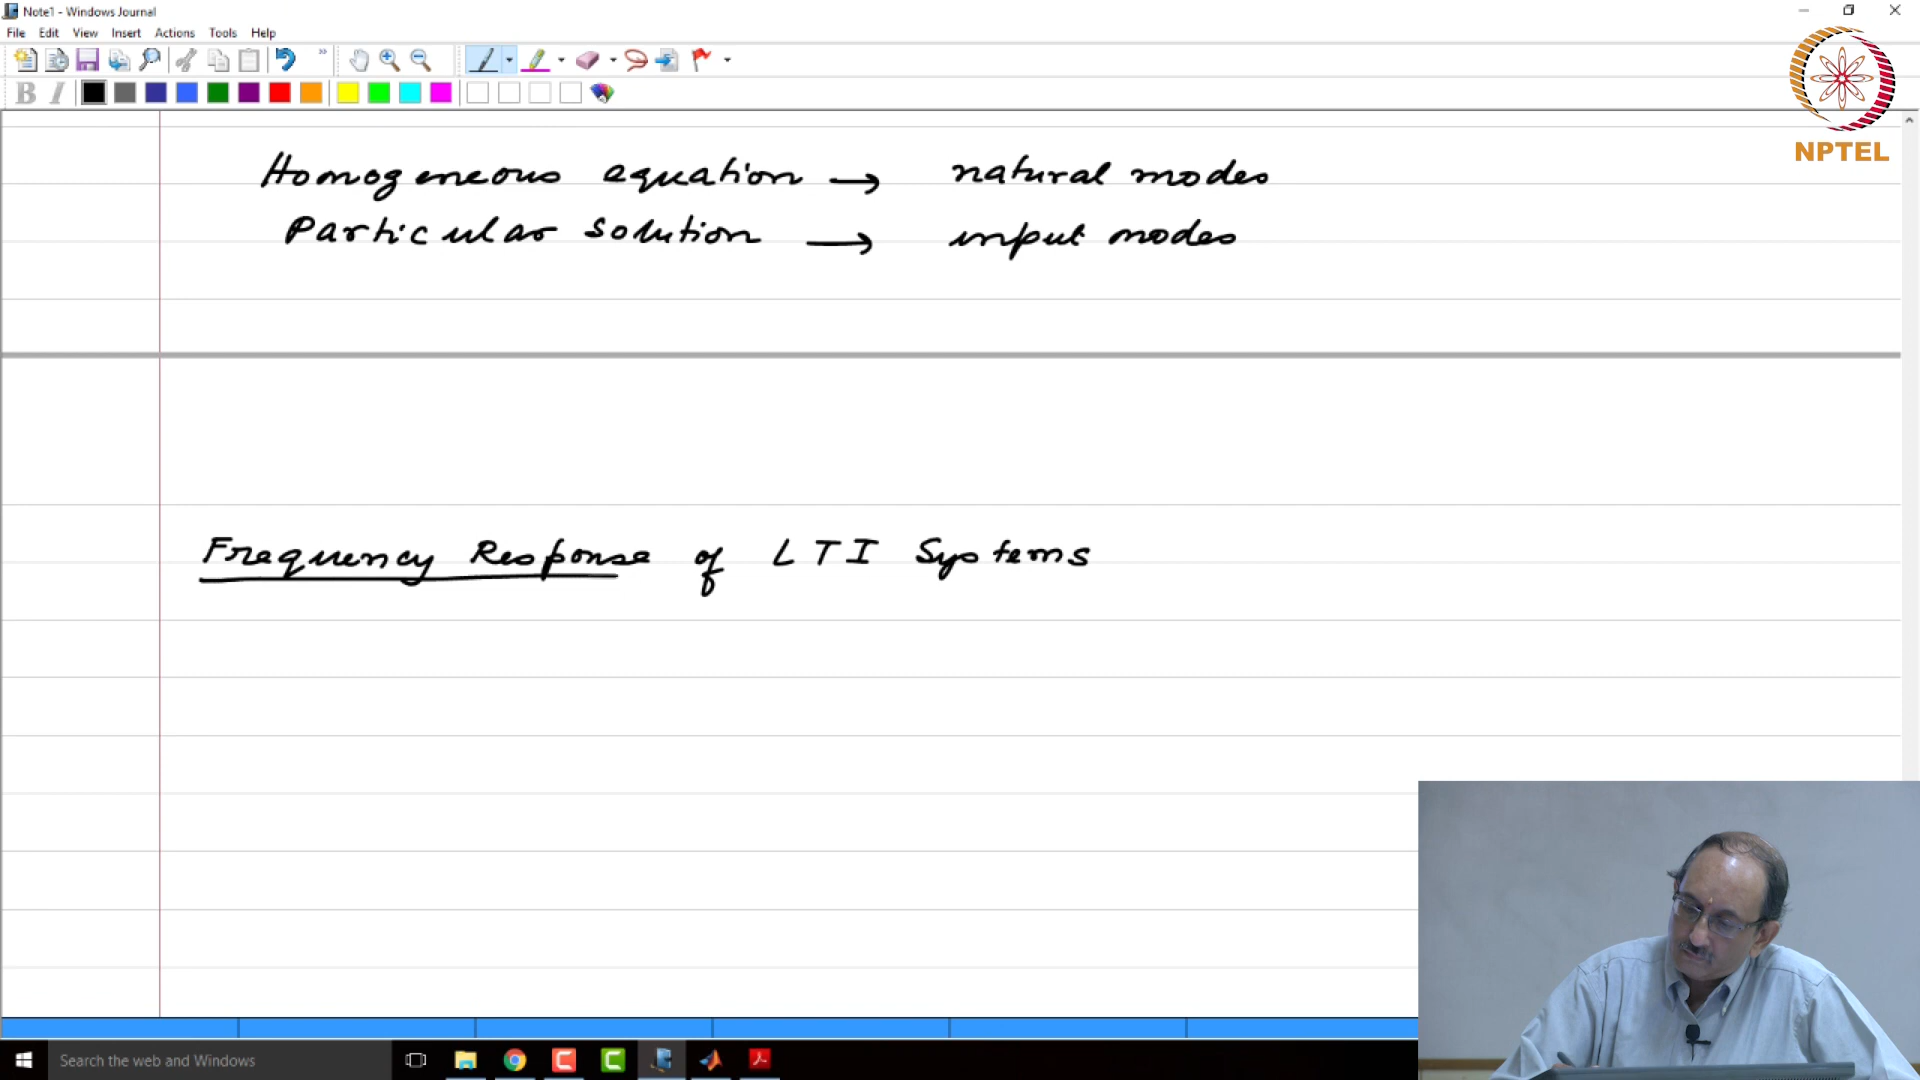 Note1 - Windows Journal
File Edit View Insert Actions Tools Help
B I
NPTEL
Homogeneous equation → natural modes
Particular solution → input modes
Frequency Response of LTI Systems
Search the web and Windows